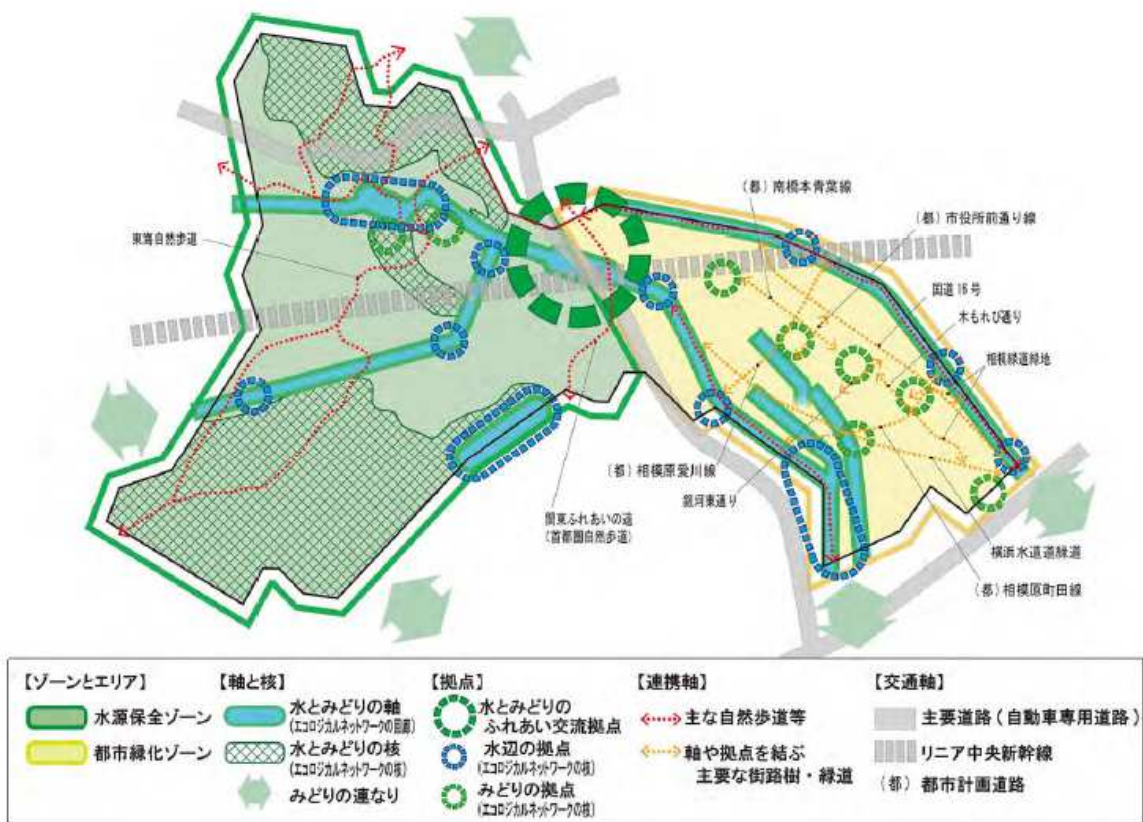 (都)南橋本青葉線
(都)市役所前通り線
東海自然歩道
国道16号
木もれび通り
相模緑道緑地
(都)相模原愛川線
銀河東通り
関東ふれあいの道
(首都圏自然歩道)
横浜水道道緑道
(都)相模原町田線
【ゾーンとエリア】
水源保全ゾーン
都市緑化ゾーン
【軸と核】
水とみどりの軸
(エコロジカルネットワークの回廊)
水とみどりの核
(エコロジカルネットワークの核)
みどりの連なり
【拠点】
水とみどりの
ふれあい交流拠点
水辺の拠点
(エコロジカルネットワークの核)
みどりの拠点
(エコロジカルネットワークの核)
【連携軸】
主な自然歩道等
軸や拠点を結ぶ
主要な街路樹・緑道
【交通軸】
主要道路(自動車専用道路)
リニア中央新幹線
(都) 都市計画道路